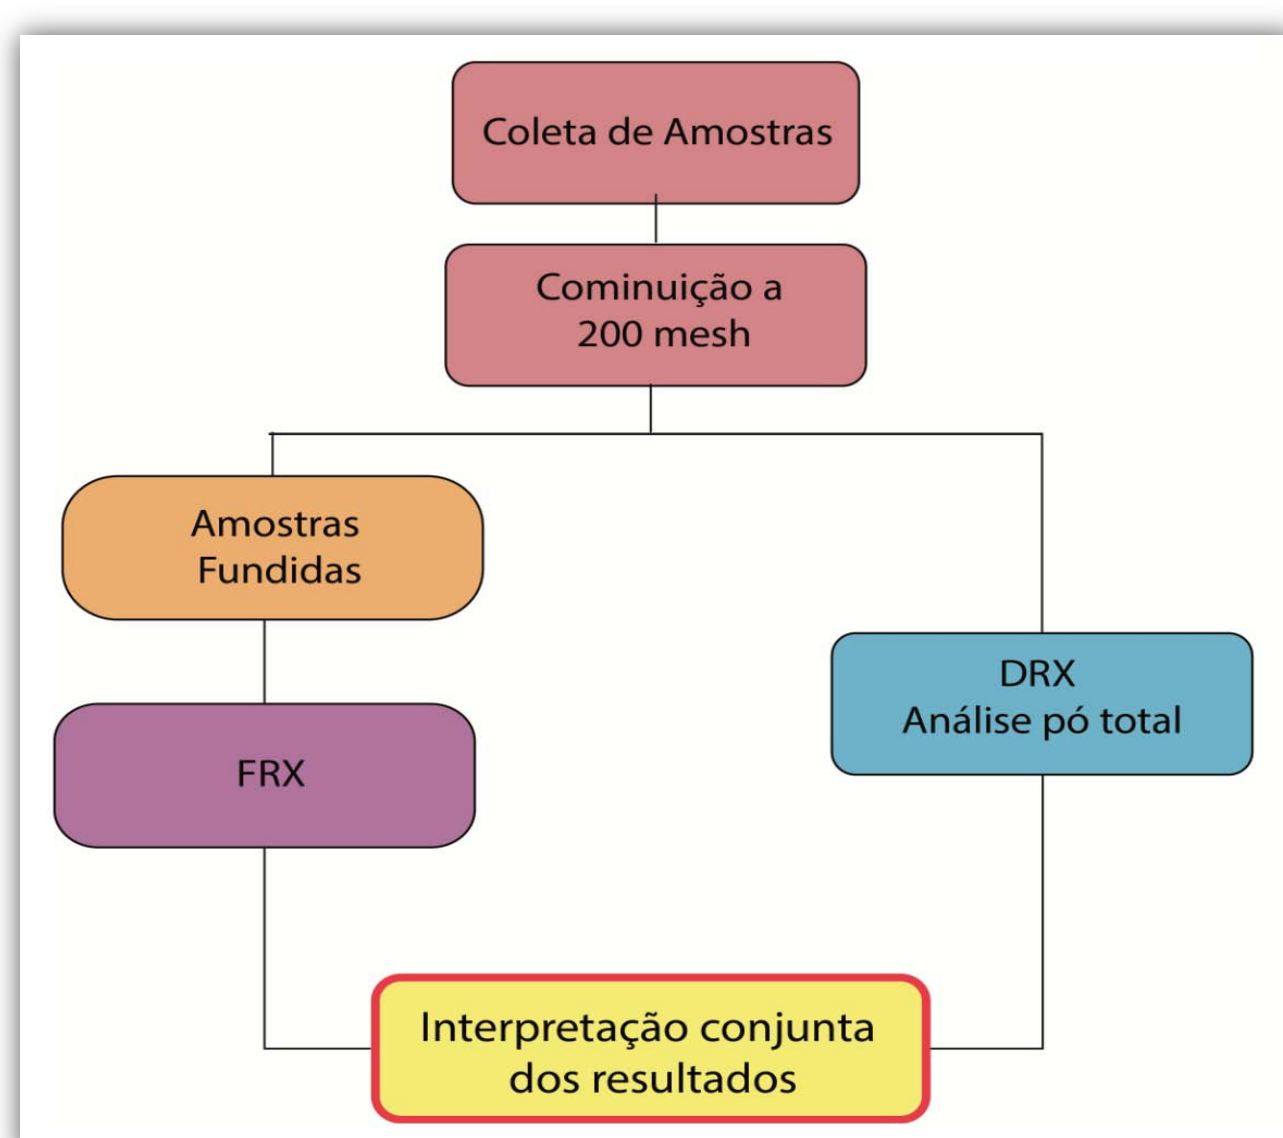 Coleta de Amostras
Cominuição a
200 mesh
Amostras
Fundidas
FRX
DRX
Análise pó total
Interpretação conjunta
dos resultados